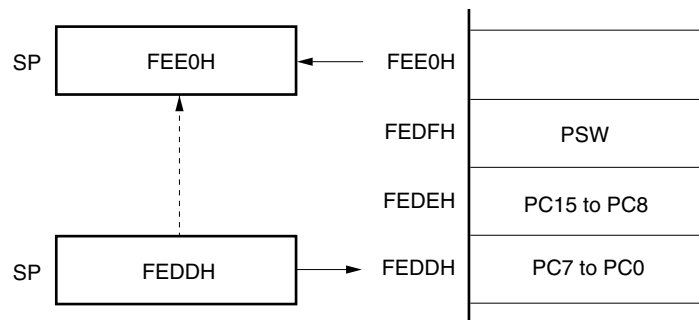 SP FEE0H FEE0H
FEDFH PSW
FEDEH PC15 to PC8
SP FEDDH FEDDH PC7 to PC0